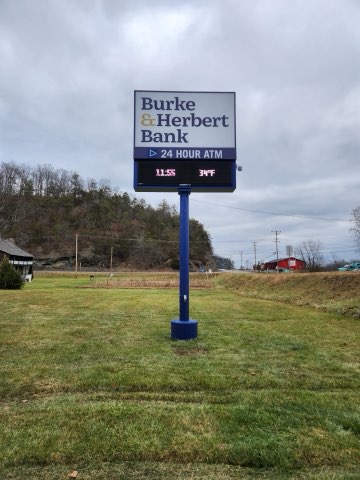 Burke
&Herbert
Bank
24 HOUR ATM
11:55 34°F